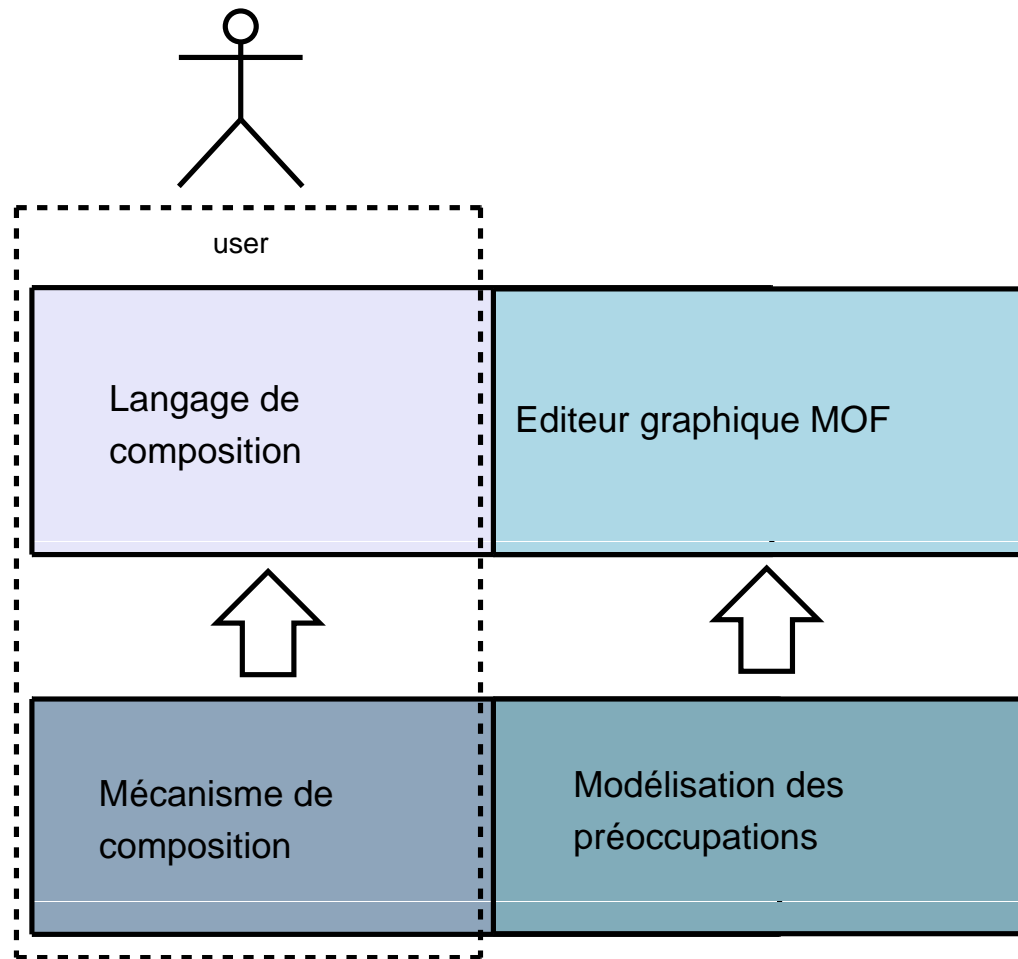 user
Langage de
composition
Editeur graphique MOF
Mécanisme de
composition
Modélisation des
préoccupations